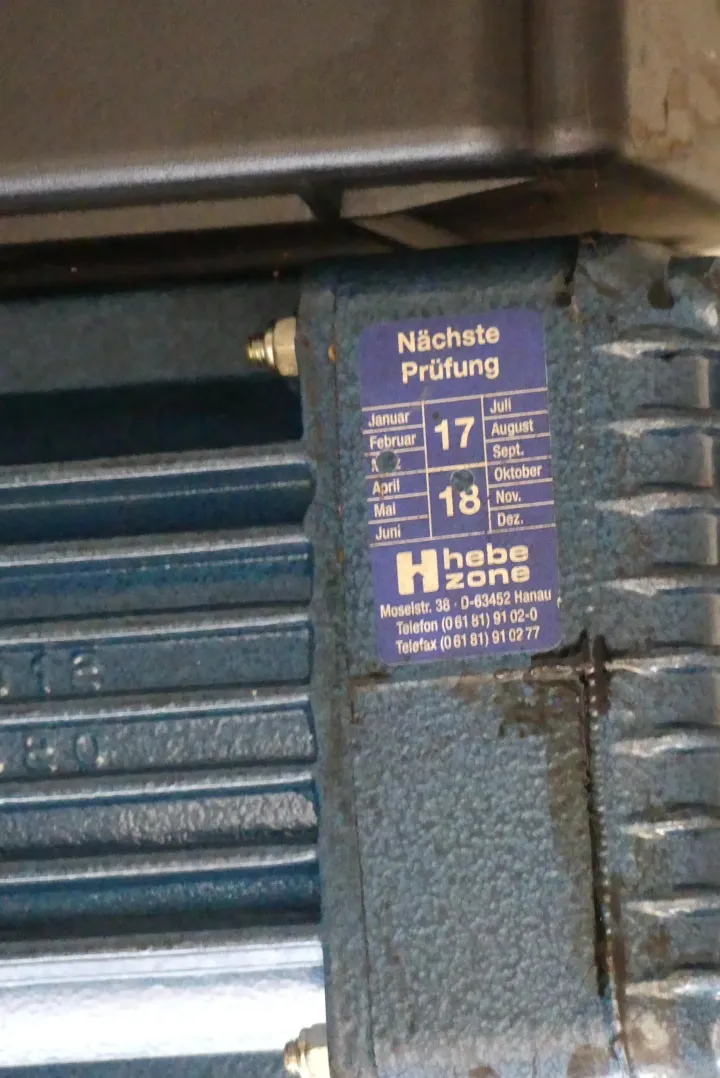 Nächste
Prüfung
Januar
Februar
April
Mai
Juni
17
18
Juli
August
Sept.
Oktober
Nov.
Dez.
H hebe
zone
Moselstr. 38 · D-63452 Hanau
Telefon (0 61 81) 91 02-0
Telefax (0 61 81) 91 02 77